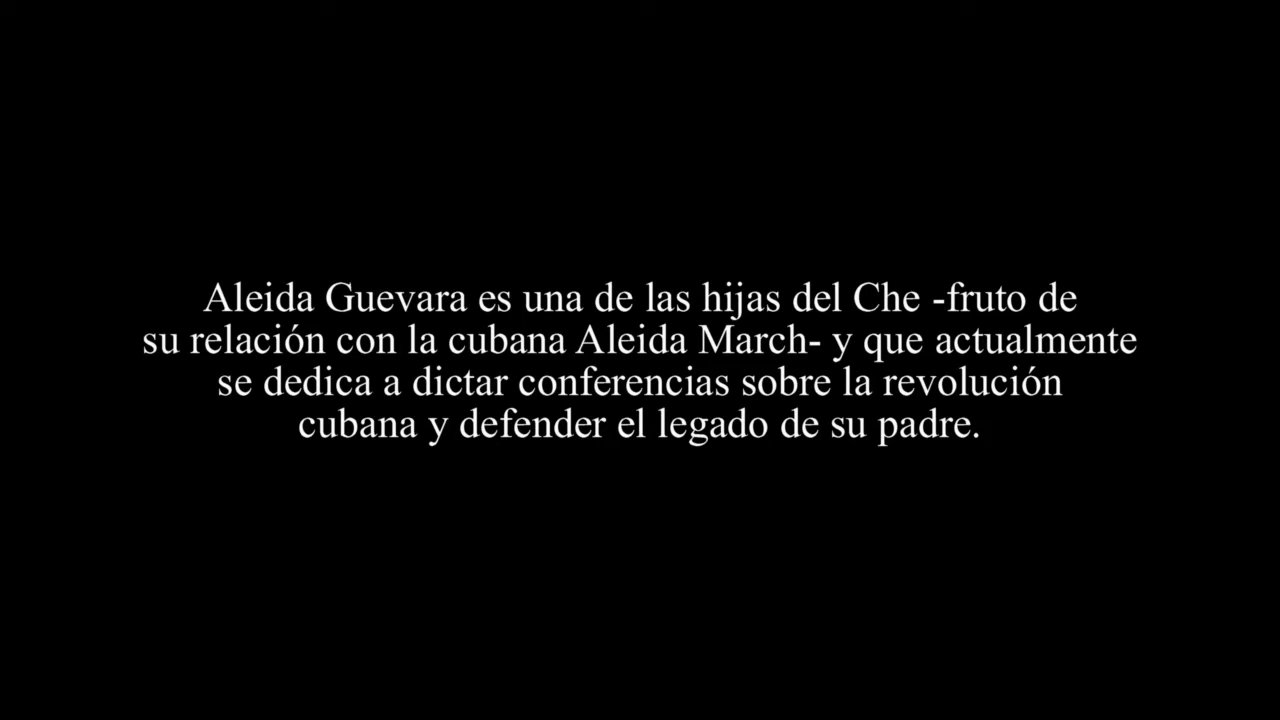 Aleida Guevara es una de las hijas del Che -fruto de
su relación con la cubana Aleida March- y que actualmente
se dedica a dictar conferencias sobre la revolución
cubana y defender el legado de su padre.